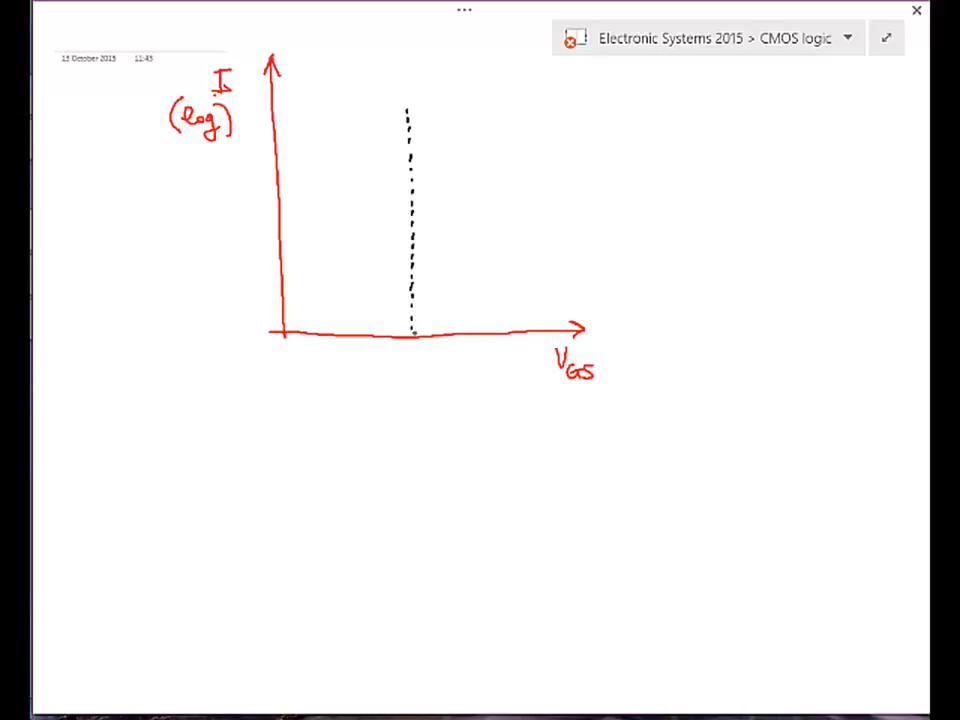 ...
Electronic Systems 2015 > CMOS logic
13 October 2015 11:43
I
(log)
VGS